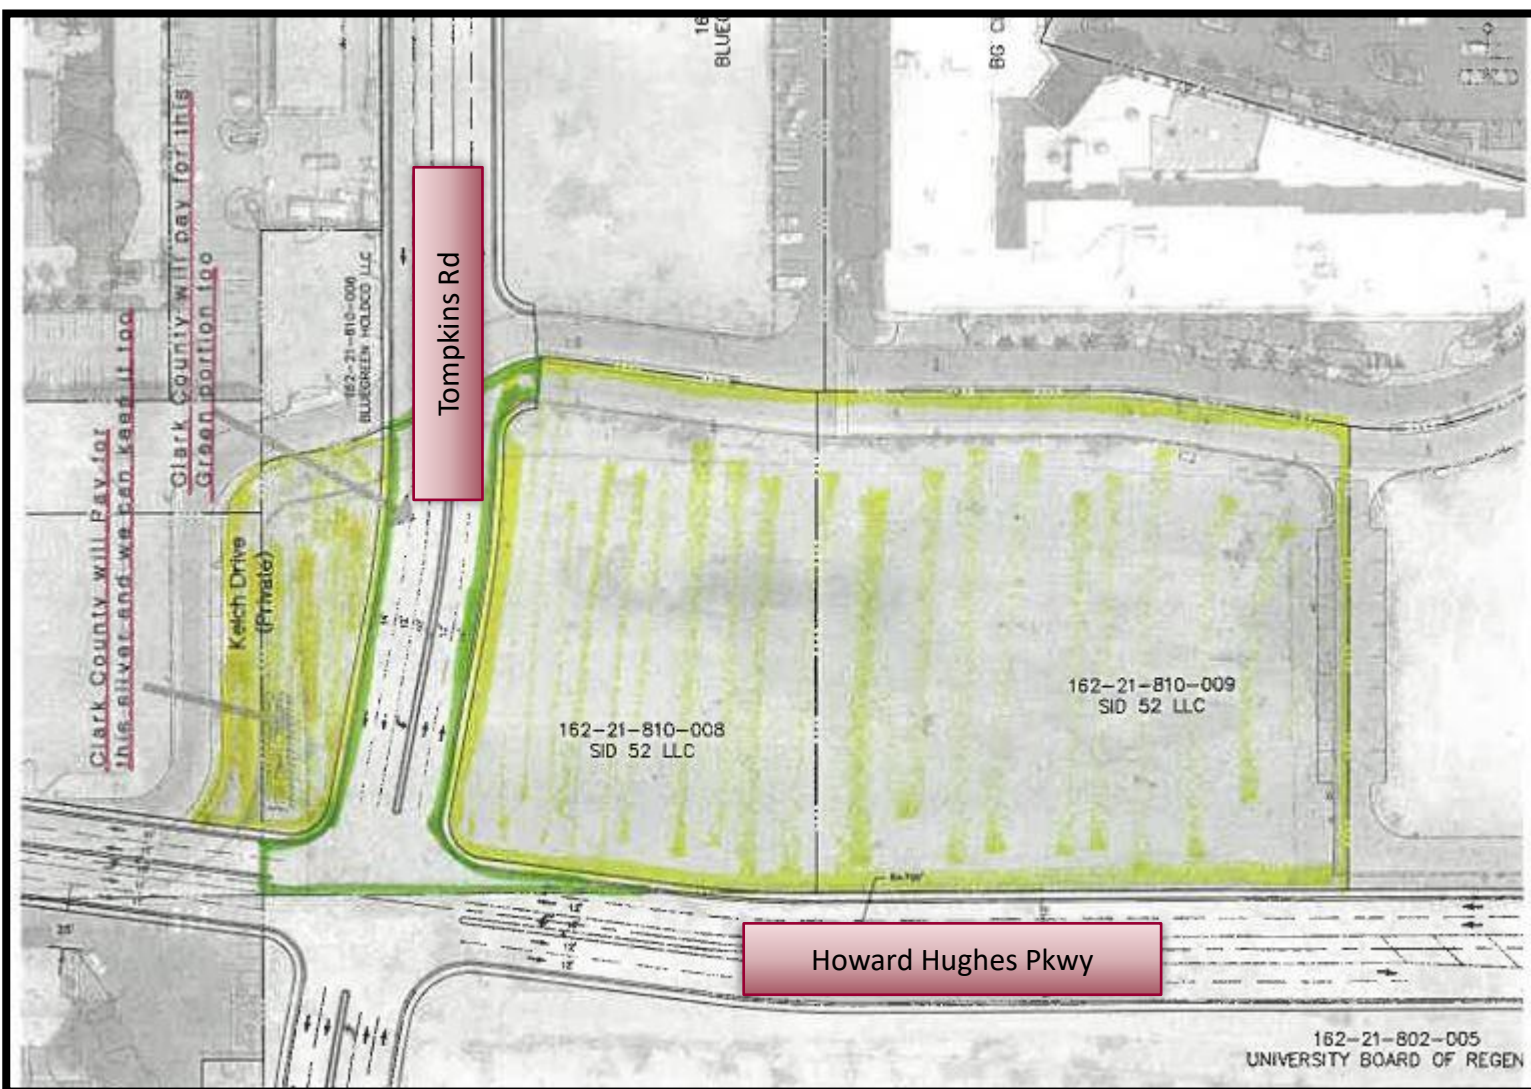 Clark County will pay for this
Green portion too
Clark County will Pay for
this silvar and we can keep it too
162-21-810-006
BLUEGREEN HOLDCO LLC
Tompkins Rd
16
BG C
Kelch Drive
(Private)
162-21-810-008
SID 52 LLC
162-21-810-009
SID 52 LLC
Howard Hughes Pkwy
162-21-802-005
UNIVERSITY BOARD OF REGEN